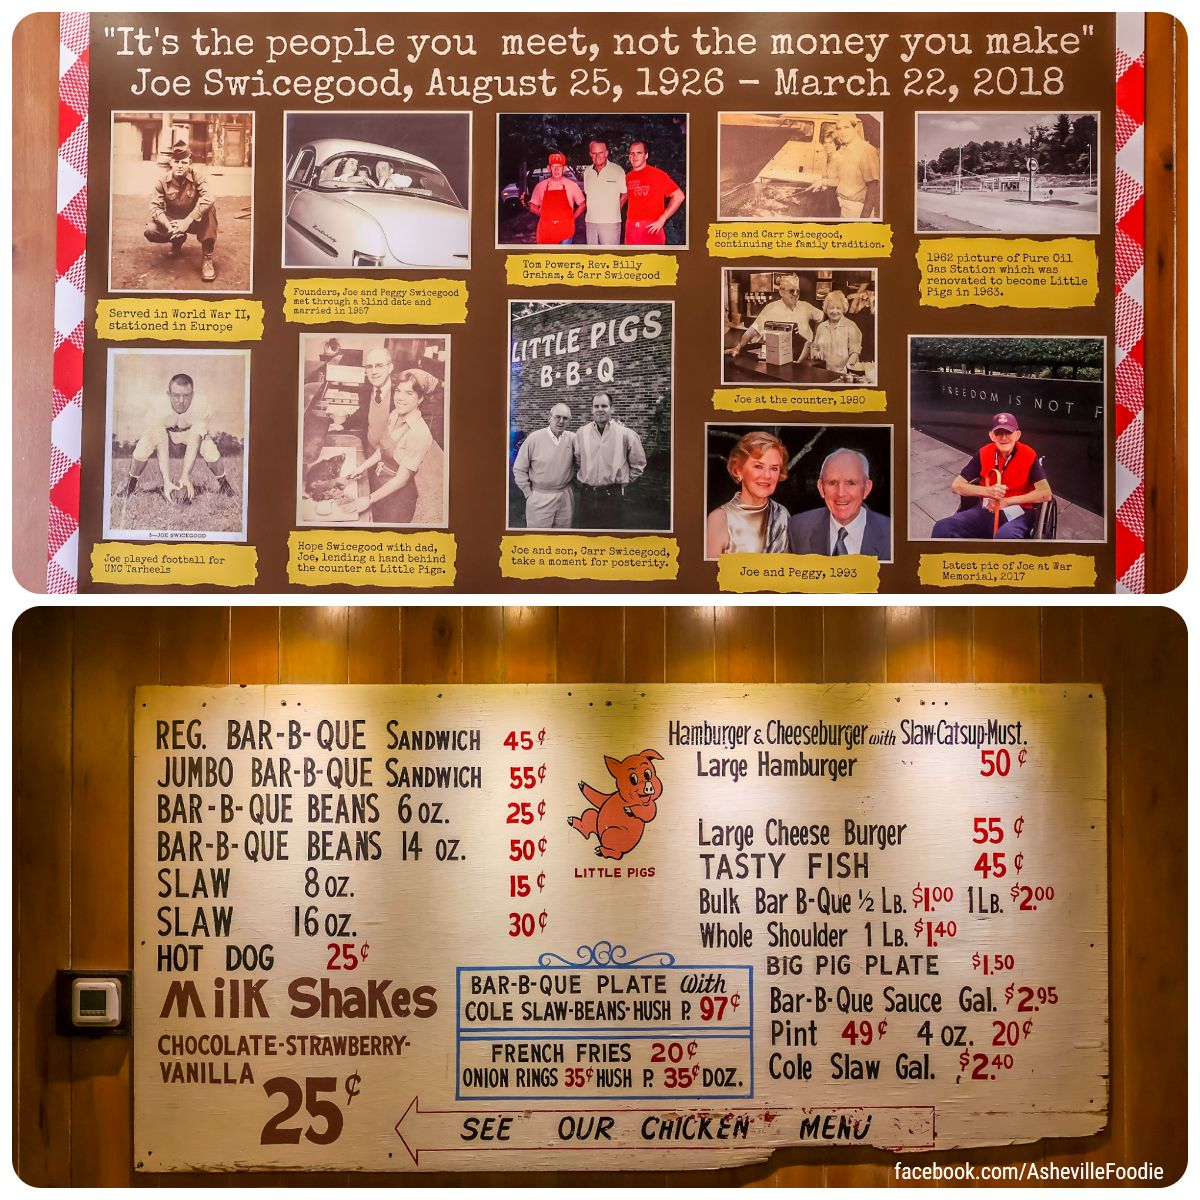 "It's the people you meet, not the money you make"
Joe Swicegood, August 25, 1926 – March 22, 2018
Served in World War II,
stationed in Europe
Founders, Joe and Peggy Swicegood
met through a blind date and
married in 1957
Tom Powers, Rev. Billy
Graham, & Carr Swicegood
Hope and Carr Swicegood,
continuing the family tradition.
1962 picture of Pure Oil
Gas Station which was
renovated to become Little
Pigs in 1963.
5—JOE SWICEGOOD
Joe played football for
UNC Tarheels
Hope Swicegood with dad,
Joe, lending a hand behind
the counter at Little Pigs.
LITTLE PIGS
B·B·Q
Joe and son, Carr Swicegood,
take a moment for posterity.
Joe at the counter, 1980
Joe and Peggy, 1993
FREEDOM IS NOT F
Latest pic of Joe at War
Memorial, 2017
REG. BAR-B-QUE SANDWICH 45¢
JUMBO BAR-B-QUE SANDWICH 55¢
BAR-B-QUE BEANS 6 OZ. 25¢
BAR-B-QUE BEANS 14 OZ. 50¢
SLAW 8 OZ. 15¢
SLAW 16 OZ. 30¢
HOT DOG 25¢
MilK ShaKes
CHOCOLATE-STRAWBERRY-
VANILLA
25¢
LITTLE PIGS
BAR-B-QUE PLATE with
COLE SLAW-BEANS-HUSH P. 97¢
FRENCH FRIES 20¢
ONION RINGS 35¢ HUSH P. 35¢ DOZ.
Hamburger & Cheeseburger with Slaw-Catsup-Must.
Large Hamburger 50¢
Large Cheese Burger 55¢
TASTY FISH 45¢
Bulk Bar B-Que ½ LB. $1.00 1 LB. $2.00
Whole Shoulder 1 LB. $1.40
BIG PIG PLATE $1.50
Bar-B-Que Sauce Gal. $2.95
Pint 49¢ 4 oz. 20¢
Cole Slaw Gal. $2.40
SEE OUR CHICKEN MENU
facebook.com/AshevilleFoodie